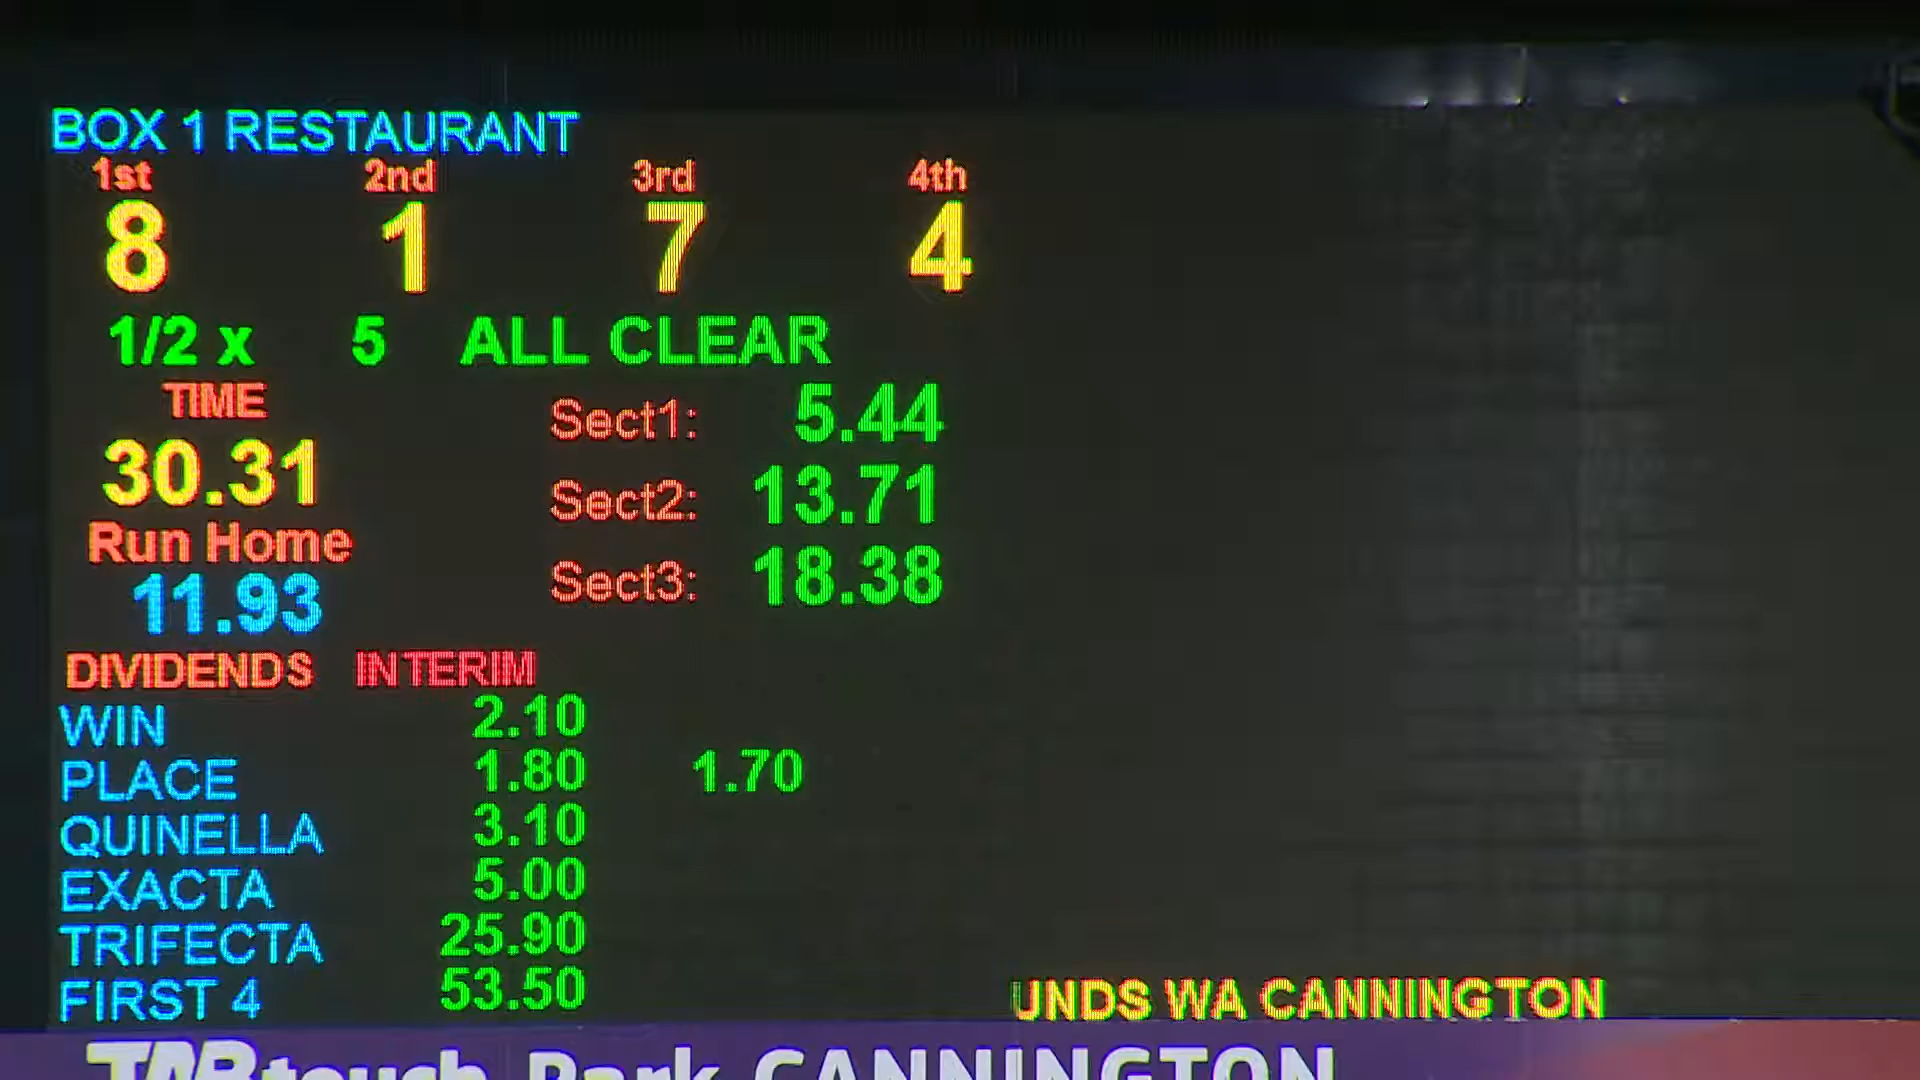 BOX 1 RESTAURANT
1st 2nd 3rd 4th
8 1 7 4
1/2 x 5 ALL CLEAR
TIME
30.31
Run Home
11.93
Sect1: 5.44
Sect2: 13.71
Sect3: 18.38
DIVIDENDS INTERIM
WIN 2.10
PLACE 1.80 1.70
QUINELLA 3.10
EXACTA 5.00
TRIFECTA 25.90
FIRST 4 53.50
UNDS WA CANNINGTON
TABtouch Park CANNINGTON